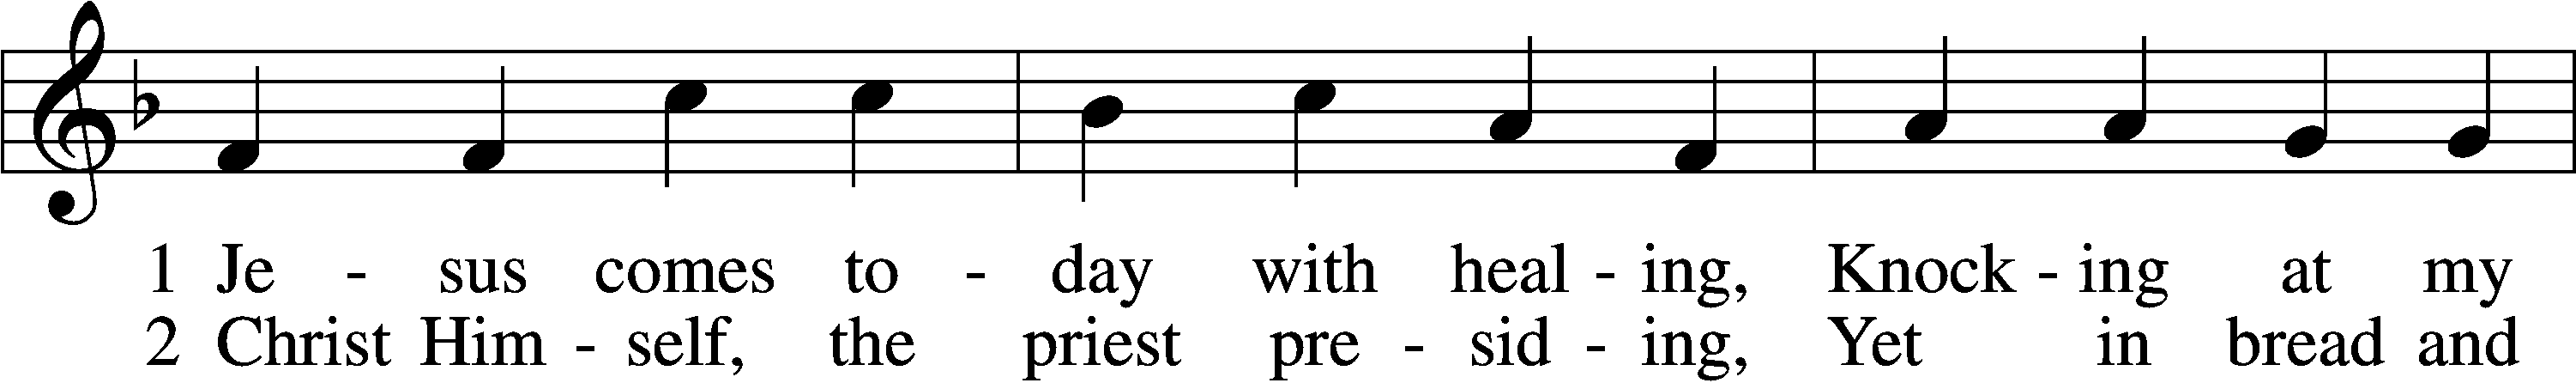 1 Je - sus comes to - day with heal - ing, Knock - ing at my
2 Christ Him - self, the priest pre - sid - ing, Yet in bread and